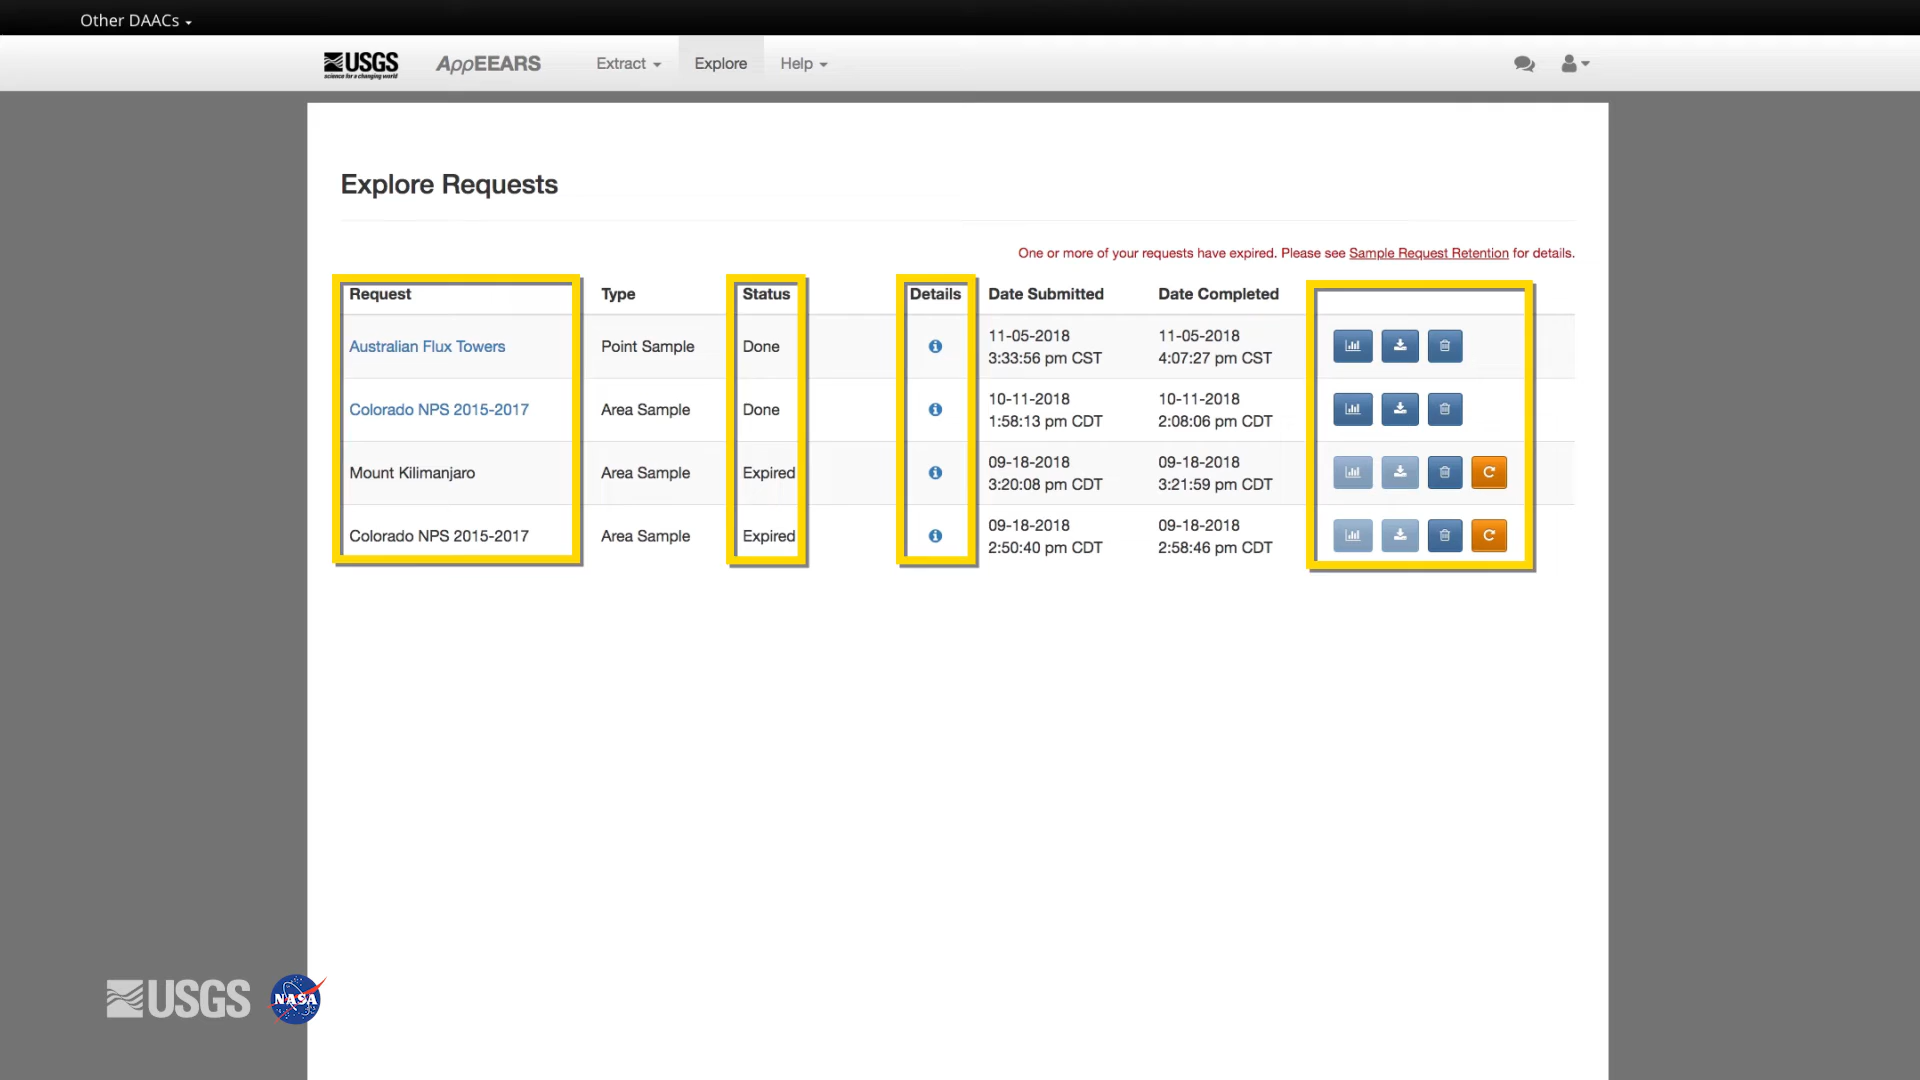 Other DAACs
USGS
science for a changing world
AppEEARS Extract Explore Help
Explore Requests
One or more of your requests have expired. Please see Sample Request Retention for details.
Request Type Status Details Date Submitted Date Completed
Australian Flux Towers Point Sample Done 11-05-2018 3:33:56 pm CST 11-05-2018 4:07:27 pm CST
Colorado NPS 2015-2017 Area Sample Done 10-11-2018 1:58:13 pm CDT 10-11-2018 2:08:06 pm CDT
Mount Kilimanjaro Area Sample Expired 09-18-2018 3:20:08 pm CDT 09-18-2018 3:21:59 pm CDT
Colorado NPS 2015-2017 Area Sample Expired 09-18-2018 2:50:40 pm CDT 09-18-2018 2:58:46 pm CDT
USGS NASA